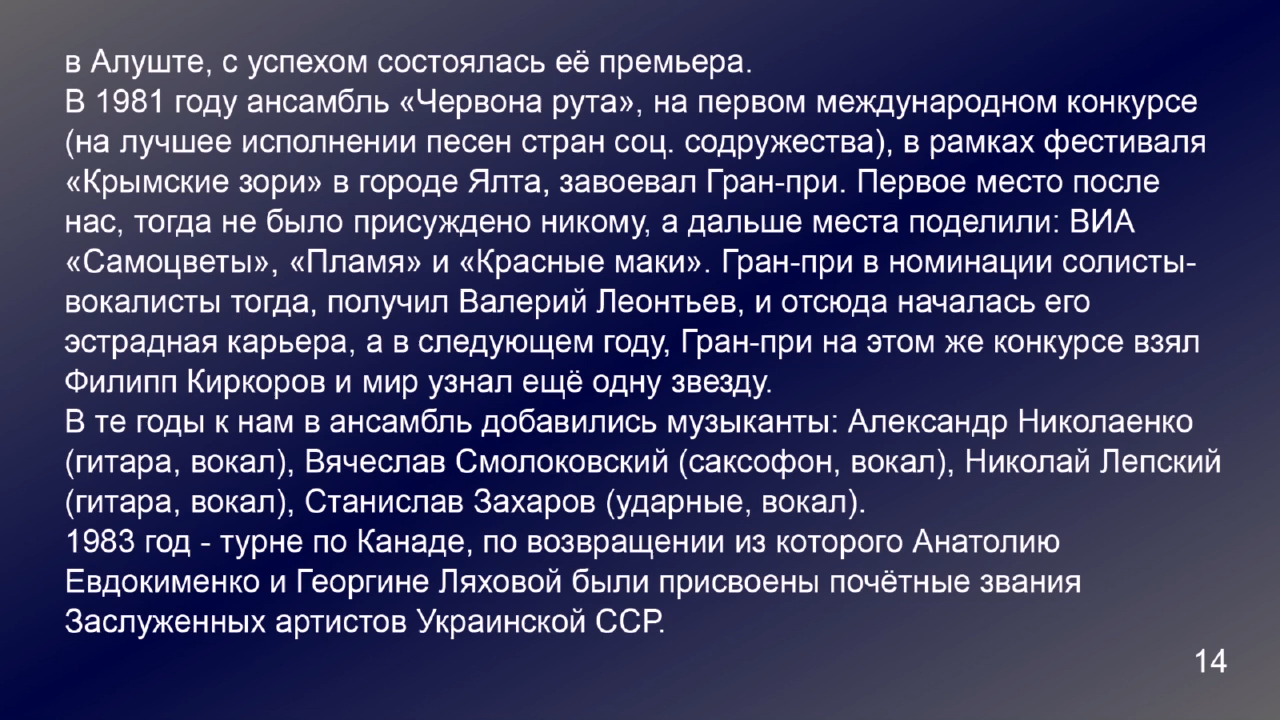 в Алуште, с успехом состоялась её премьера.
В 1981 году ансамбль «Червона рута», на первом международном конкурсе
(на лучшее исполнении песен стран соц. содружества), в рамках фестиваля
«Крымские зори» в городе Ялта, завоевал Гран-при. Первое место после
нас, тогда не было присуждено никому, а дальше места поделили: ВИА
«Самоцветы», «Пламя» и «Красные маки». Гран-при в номинации солисты-
вокалисты тогда, получил Валерий Леонтьев, и отсюда началась его
эстрадная карьера, а в следующем году, Гран-при на этом же конкурсе взял
Филипп Киркоров и мир узнал ещё одну звезду.
В те годы к нам в ансамбль добавились музыканты: Александр Николаенко
(гитара, вокал), Вячеслав Смолоковский (саксофон, вокал), Николай Лепский
(гитара, вокал), Станислав Захаров (ударные, вокал).
1983 год - турне по Канаде, по возвращении из которого Анатолию
Евдокименко и Георгине Ляховой были присвоены почётные звания
Заслуженных артистов Украинской ССР.
14